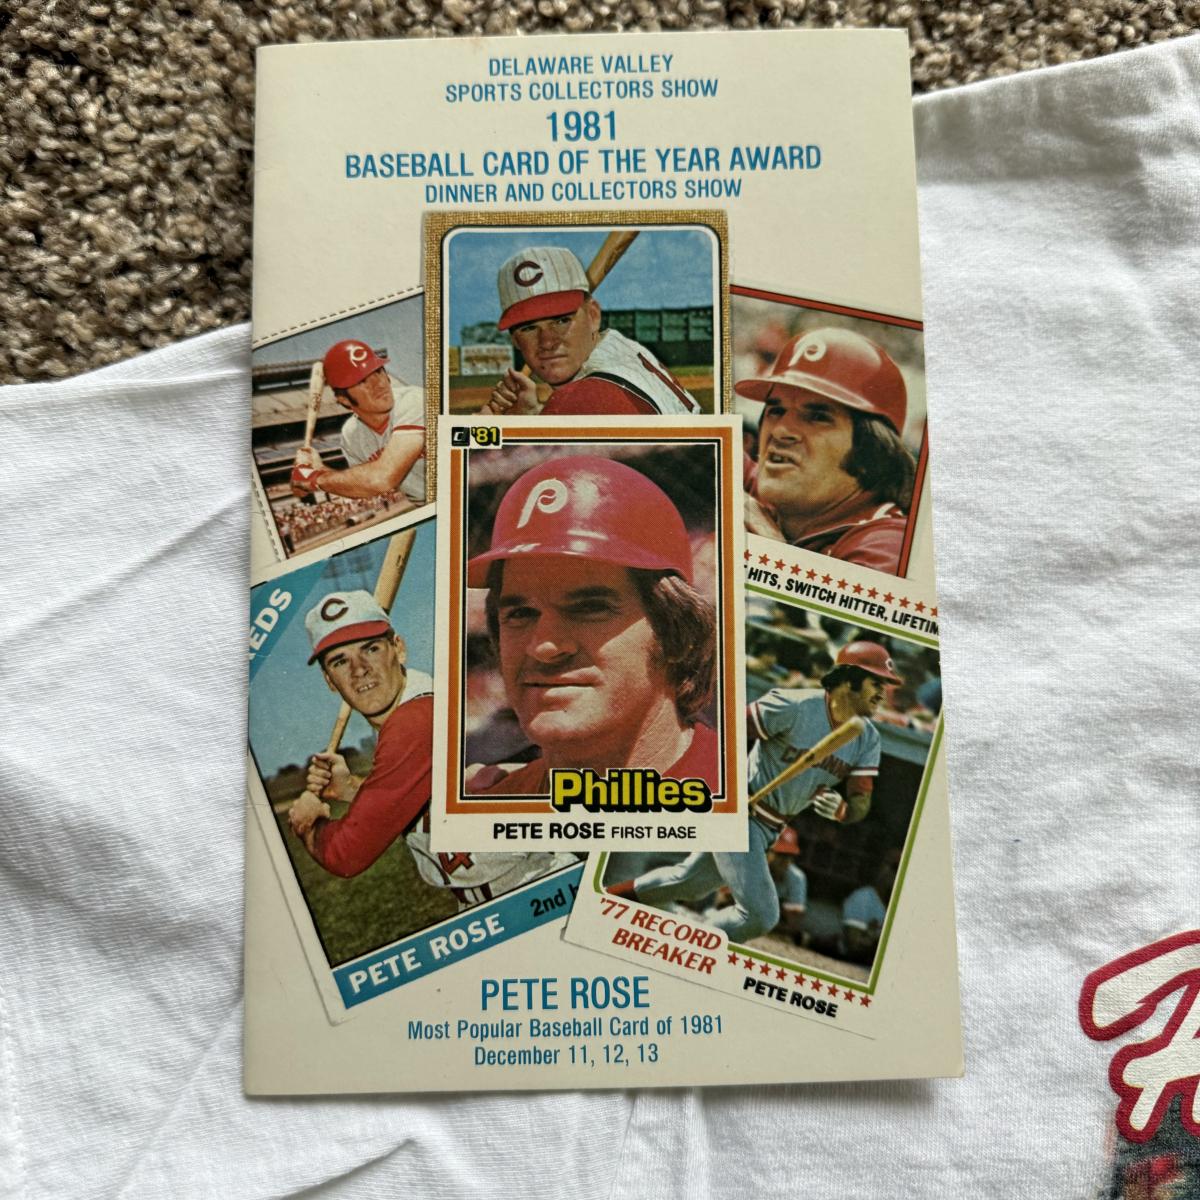 DELAWARE VALLEY
SPORTS COLLECTORS SHOW
1981
BASEBALL CARD OF THE YEAR AWARD
DINNER AND COLLECTORS SHOW
C
C
P
'81
P
HITS, SWITCH HITTER, LIFETIM
EDS
C
Phillies
PETE ROSE FIRST BASE
4
PETE ROSE 2nd b
'77 RECORD
BREAKER
PETE ROSE
PETE ROSE
Most Popular Baseball Card of 1981
December 11, 12, 13